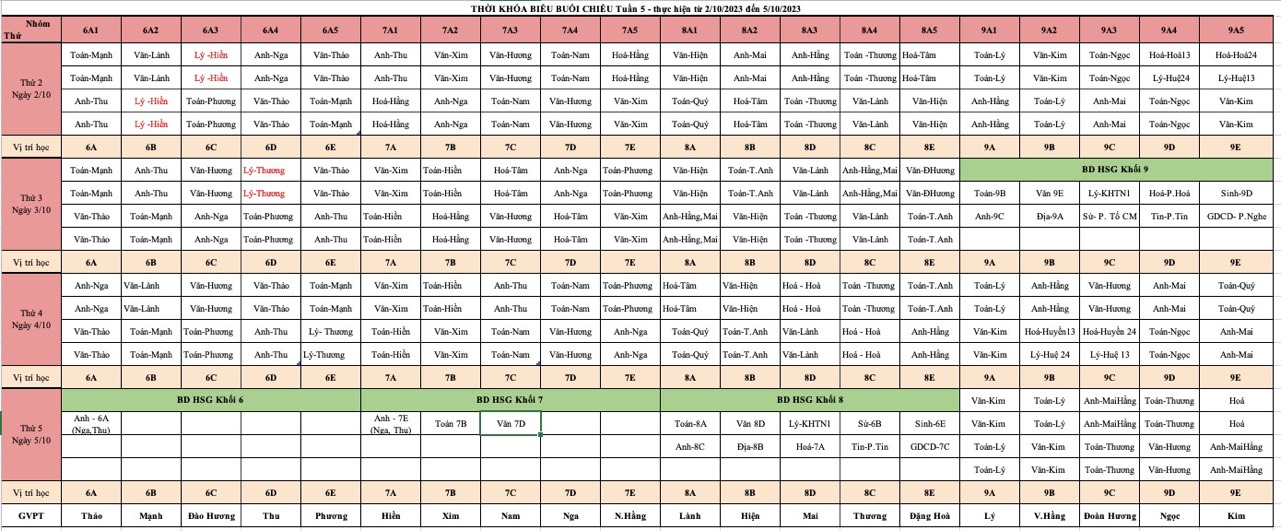 THỜI KHÓA BIỂU BUỔI CHIỀU Tuần 5 - thực hiện từ 2/10/2023 đến 5/10/2023
Nhóm Thứ 6A1 6A2 6A3 6A4 6A5 7A1 7A2 7A3 7A4 7A5 8A1 8A2 8A3 8A4 8A5 9A1 9A2 9A3 9A4 9A5
Toán-Mạnh Văn-Lành Lý -Hiền Anh-Nga Văn-Thảo Anh-Thu Văn-Xim Văn-Hương Toán-Nam Hoá-Hằng Văn-Hiện Anh-Mai Anh-Hằng Toán -Thương Hoá-Tâm Toán-Lý Văn-Kim Toán-Ngọc Hoá-Hoà13 Hoá-Hoà24
Thứ 2 Ngày 2/10 Toán-Mạnh Văn-Lành Lý -Hiền Anh-Nga Văn-Thảo Anh-Thu Văn-Xim Văn-Hương Toán-Nam Hoá-Hằng Văn-Hiện Anh-Mai Anh-Hằng Toán -Thương Hoá-Tâm Toán-Lý Văn-Kim Toán-Ngọc Lý-Huệ24 Lý-Huệ13
Anh-Thu Lý -Hiền Toán-Phương Văn-Thảo Toán-Mạnh Hoá-Hằng Anh-Nga Toán-Nam Văn-Hương Văn-Xim Toán-Quý Hoá-Tâm Toán -Thương Văn-Lành Văn-Hiện Anh-Hằng Toán-Lý Anh-Mai Toán-Ngọc Văn-Kim
Anh-Thu Lý -Hiền Toán-Phương Văn-Thảo Toán-Mạnh Hoá-Hằng Anh-Nga Toán-Nam Văn-Hương Văn-Xim Toán-Quý Hoá-Tâm Toán -Thương Văn-Lành Văn-Hiện Anh-Hằng Toán-Lý Anh-Mai Toán-Ngọc Văn-Kim
Vị trí học 6A 6B 6C 6D 6E 7A 7B 7C 7D 7E 8A 8B 8D 8C 8E 9A 9B 9C 9D 9E
Toán-Mạnh Anh-Thu Văn-Hương Lý-Thương Văn-Thảo Văn-Xim Toán-Hiền Hoá-Tâm Anh-Nga Toán-Phương Văn-Hiện Toán-T.Anh Văn-Lành Anh-Hằng,Mai Văn-ĐHương BD HSG Khối 9
Thứ 3 Ngày 3/10 Toán-Mạnh Anh-Thu Văn-Hương Lý-Thương Văn-Thảo Văn-Xim Toán-Hiền Hoá-Tâm Anh-Nga Toán-Phương Văn-Hiện Toán-T.Anh Văn-Lành Anh-Hằng,Mai Văn-ĐHương Toán-9B Văn 9E Lý-KHTN1 Hoá-P.Hoá Sinh-9D
Văn-Thảo Toán-Mạnh Anh-Nga Toán-Phương Anh-Thu Toán-Hiền Hoá-Hằng Văn-Hương Hoá-Tâm Văn-Xim Anh-Hằng,Mai Văn-Hiện Toán -Thương Văn-Lành Toán-T.Anh Anh-9C Địa-9A Sử- P. Tổ CM Tin-P.Tin GDCD- P.Nghe
Văn-Thảo Toán-Mạnh Anh-Nga Toán-Phương Anh-Thu Toán-Hiền Hoá-Hằng Văn-Hương Hoá-Tâm Văn-Xim Anh-Hằng,Mai Văn-Hiện Toán -Thương Văn-Lành Toán-T.Anh
Vị trí học 6A 6B 6C 6D 6E 7A 7B 7C 7D 7E 8A 8B 8D 8C 8E 9A 9B 9C 9D 9E
Anh-Nga Văn-Lành Văn-Hương Văn-Thảo Toán-Mạnh Văn-Xim Toán-Hiền Anh-Thu Toán-Nam Toán-Phương Hoá-Tâm Văn-Hiện Hoá - Hoà Toán -Thương Toán-T.Anh Toán-Lý Anh-Hằng Văn-Hương Anh-Mai Toán-Quý
Thứ 4 Ngày 4/10 Anh-Nga Văn-Lành Văn-Hương Văn-Thảo Toán-Mạnh Văn-Xim Toán-Hiền Anh-Thu Toán-Nam Toán-Phương Hoá-Tâm Văn-Hiện Hoá - Hoà Toán -Thương Toán-T.Anh Toán-Lý Anh-Hằng Văn-Hương Anh-Mai Toán-Quý
Văn-Thảo Toán-Mạnh Toán-Phương Anh-Thu Lý- Thương Toán-Hiền Văn-Xim Toán-Nam Văn-Hương Anh-Nga Toán-Quý Toán-T.Anh Văn-Lành Hoá - Hoà Anh-Hằng Văn-Kim Hoá-Huyền13 Hoá-Huyền 24 Toán-Ngọc Anh-Mai
Văn-Thảo Toán-Mạnh Toán-Phương Anh-Thu Lý-Thương Toán-Hiền Văn-Xim Toán-Nam Văn-Hương Anh-Nga Toán-Quý Toán-T.Anh Văn-Lành Hoá - Hoà Anh-Hằng Văn-Kim Lý-Huệ 24 Lý-Huệ 13 Toán-Ngọc Anh-Mai
Vị trí học 6A 6B 6C 6D 6E 7A 7B 7C 7D 7E 8A 8B 8D 8C 8E 9A 9B 9C 9D 9E
BD HSG Khối 6 BD HSG Khối 7 BD HSG Khối 8 Văn-Kim Toán-Lý Anh-MaiHằng Toán-Thương Hoá
Thứ 5 Ngày 5/10 Anh - 6A (Nga,Thu) Anh - 7E (Nga, Thu) Toán 7B Văn 7D Toán-8A Văn 8D Lý-KHTN1 Sử-6B Sinh-6E Văn-Kim Toán-Lý Anh-MaiHằng Toán-Thương Hoá
Anh-8C Địa-8B Hoá-7A Tin-P.Tin GDCD-7C Toán-Lý Văn-Kim Toán-Thương Văn-Hương Anh-MaiHằng
Toán-Lý Văn-Kim Toán-Thương Văn-Hương Anh-MaiHằng
Vị trí học 6A 6B 6C 6D 6E 7A 7B 7C 7D 7E 8A 8B 8D 8C 8E 9A 9B 9C 9D 9E
GVPT Thảo Mạnh Đào Hương Thu Phương Hiền Xim Nam Nga N.Hằng Lành Hiện Mai Thương Đặng Hoà Lý V.Hằng Đoàn Hương Ngọc Kim